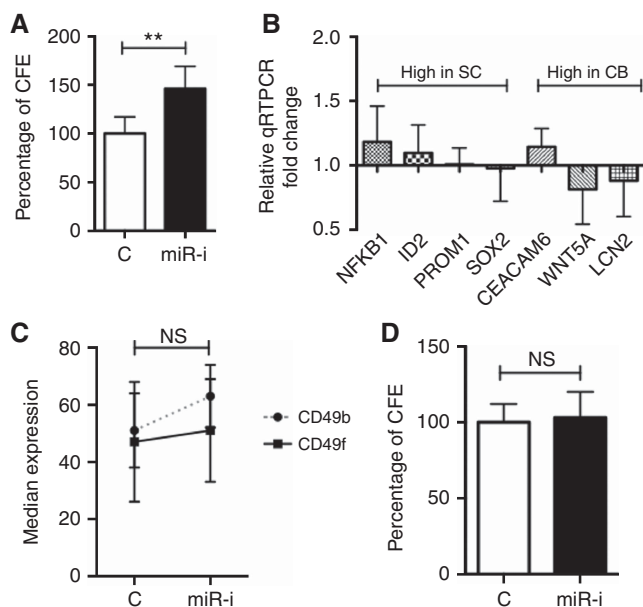 A
Percentage of CFE
200
150
100
50
0
**
C
miR-i
B
Relative qRTPCR
fold change
2.0
1.5
1.0
0.5
High in SC
High in CB
NFKB1
ID2
PROM1
SOX2
CEACAM6
WNT5A
LCN2
C
Median expression
80
60
40
20
0
NS
CD49b
CD49f
C
miR-i
D
Percentage of CFE
150
100
50
0
NS
C
miR-i